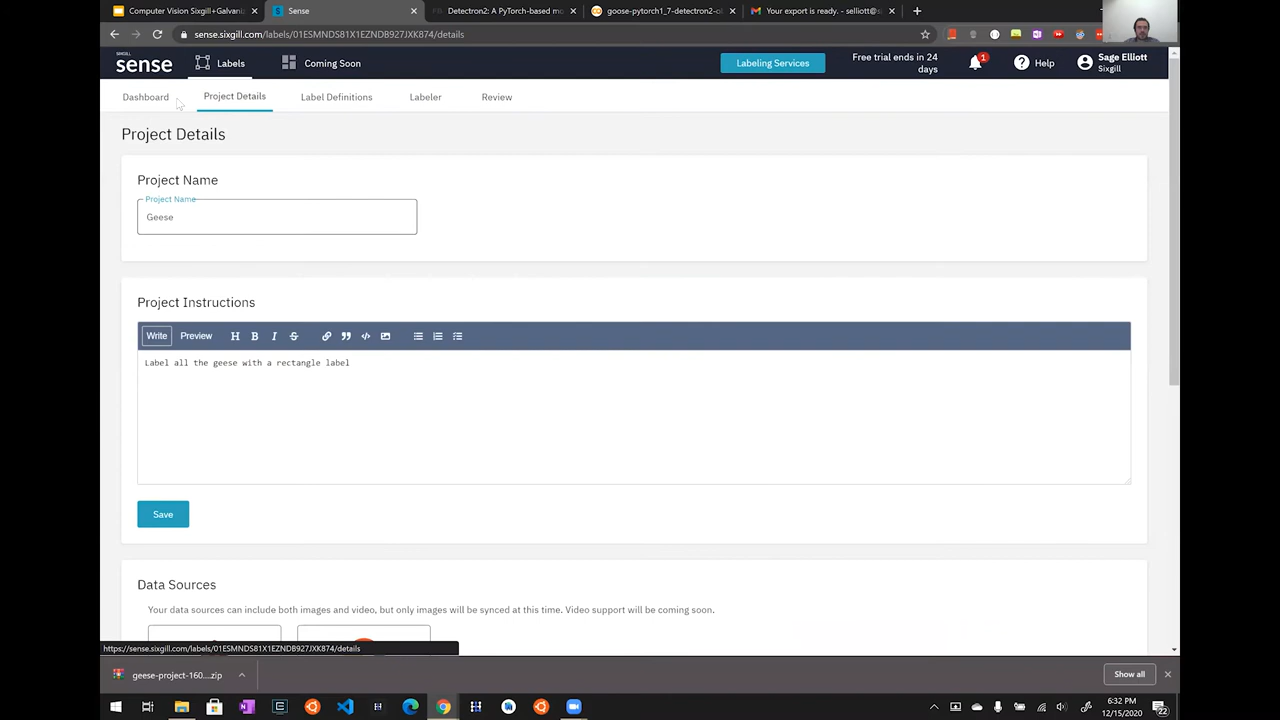 Computer Vision Sixgill+Galvani
Sense
Detectron2: A PyTorch-based mo
goose-pytorch1_7-detectron2-ol
Your export is ready. - selliott@s
sense.sixgill.com/labels/01ESMNDS81X1EZNDB927JXK874/details
SIXGILL
sense
Labels
Coming Soon
Labeling Services
Free trial ends in 24
days
1
Help
Sage Elliott
Sixgill
Dashboard
Project Details
Label Definitions
Labeler
Review
Project Details
Project Name
Project Name
Geese
Project Instructions
Write
Preview
H B I S
Label all the geese with a rectangle label
Save
Data Sources
Your data sources can include both images and video, but only images will be synced at this time. Video support will be coming soon.
https://sense.sixgill.com/labels/01ESMNDS81X1EZNDB927JXK874/details
geese-project-160....zip
Show all
6:32 PM
12/15/2020
22